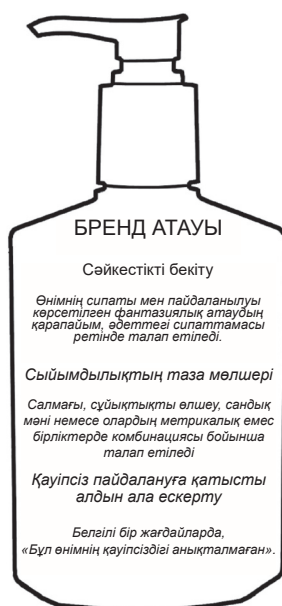 БРЕНД АТАУЫ
Сәйкестікті бекіту
Өнімнің сипаты мен пайдаланылуы
көрсетілген фантазиялық атаудың
қарапайым, әдеттегі сипаттамасы
ретінде талап етіледі.
Сыйымдылықтың таза мөлшері
Салмағы, сұйықтықты өлшеу, сандық
мәні немесе олардың метрикалық емес
бірліктерде комбинациясы бойынша
талап етіледі
Қауіпсіз пайдалануға қатысты
алдын ала ескерту
Белгілі бір жағдайларда,
«Бұл өнімнің қауіпсіздігі анықталмаған».